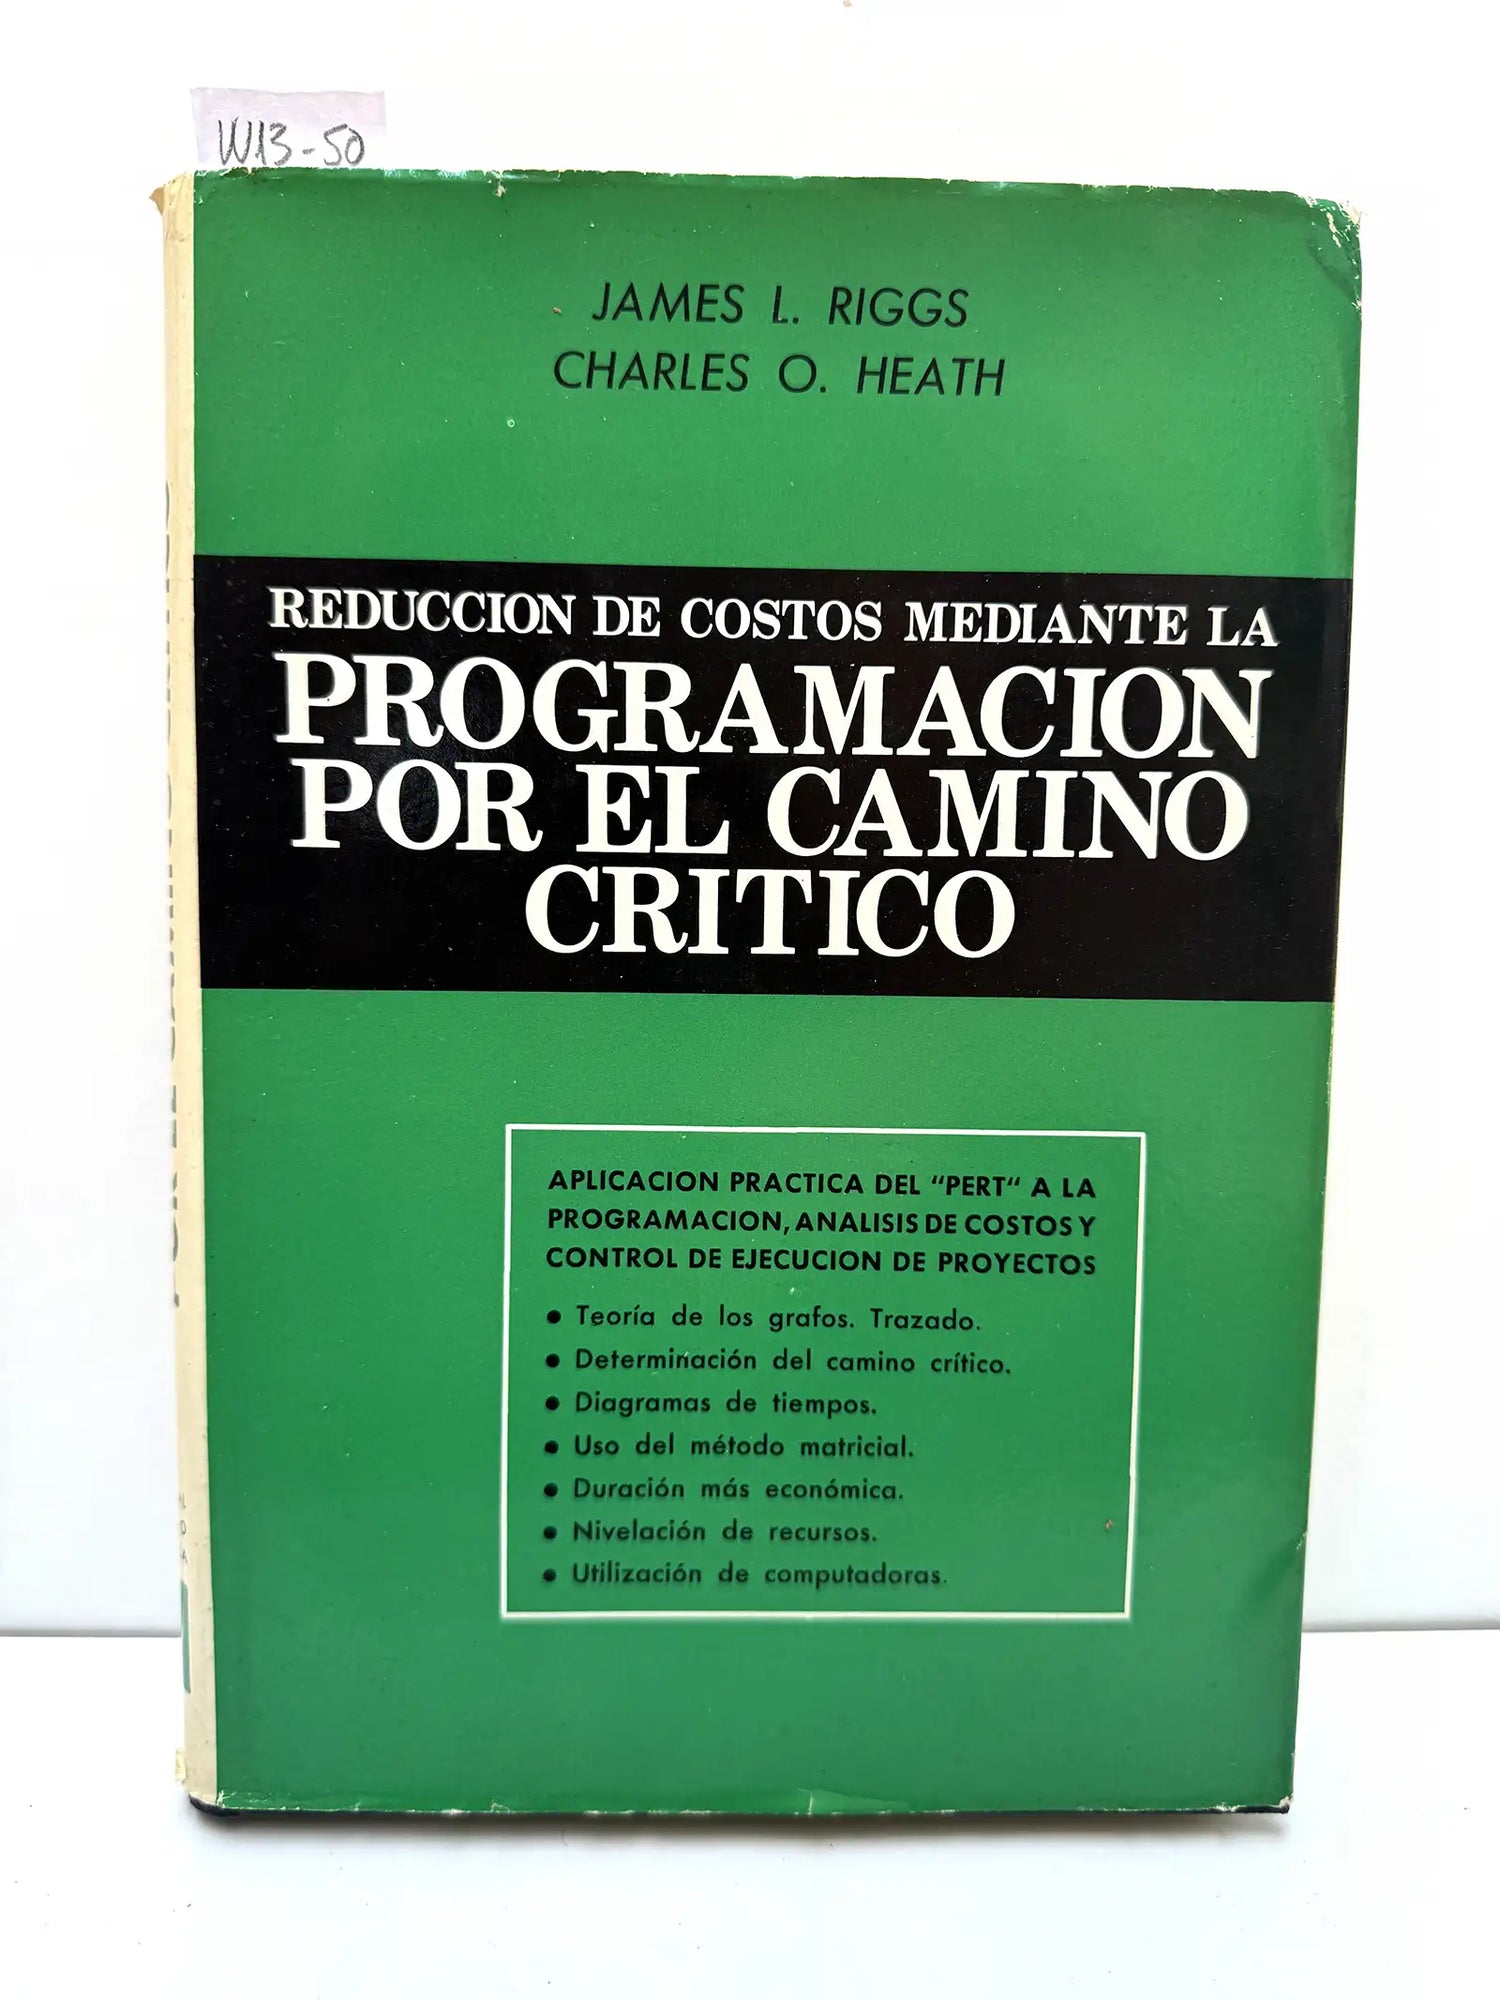 W13-50
JAMES L. RIGGS
CHARLES O. HEATH
REDUCCION DE COSTOS MEDIANTE LA
PROGRAMACION
POR EL CAMINO
CRITICO
APLICACION PRACTICA DEL “PERT“ A LA
PROGRAMACION, ANALISIS DE COSTOS Y
CONTROL DE EJECUCION DE PROYECTOS
• Teoría de los grafos. Trazado.
• Determinación del camino crítico.
• Diagramas de tiempos.
• Uso del método matricial.
• Duración más económica.
• Nivelación de recursos.
• Utilización de computadoras.